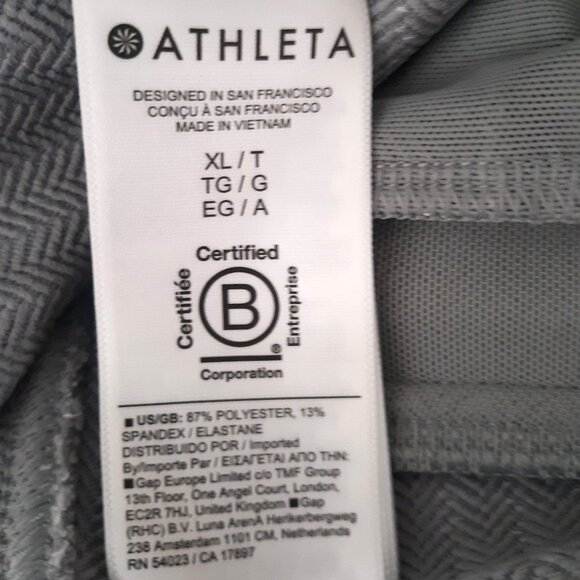 ATHLETA
DESIGNED IN SAN FRANCISCO
CONÇU À SAN FRANCISCO
MADE IN VIETNAM
XL / T
TG / G
EG / A
Certified
Certifiée
B
Entreprise
®
Corporation
■ US/GB: 87% POLYESTER, 13%
SPANDEX / ELASTANE
DISTRIBUIDO POR / Imported
By/Importe Par / ΕΙΣΑΓΕΤΑΙ ΑΠΟ ΤΗΝ:
■Gap Europe Limited c/o TMF Group
13th Floor, One Angel Court, London,
EC2R 7HJ, United Kingdom ■Gap
(RHC) B.V. Luna ArenA Herikerbergweg
238 Amsterdam 1101 CM, Netherlands
RN 54023 / CA 17897